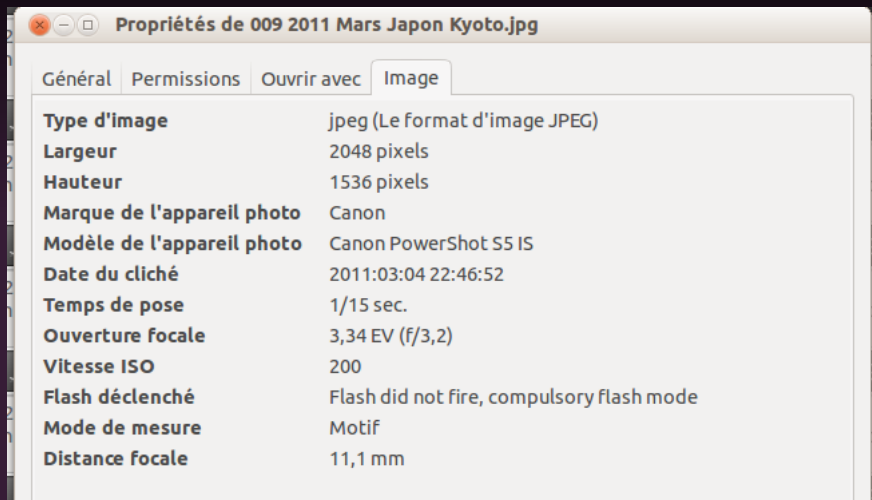 Propriétés de 009 2011 Mars Japon Kyoto.jpg
Général Permissions Ouvrir avec Image
Type d'image jpeg (Le format d'image JPEG)
Largeur 2048 pixels
Hauteur 1536 pixels
Marque de l'appareil photo Canon
Modèle de l'appareil photo Canon PowerShot S5 IS
Date du cliché 2011:03:04 22:46:52
Temps de pose 1/15 sec.
Ouverture focale 3,34 EV (f/3,2)
Vitesse ISO 200
Flash déclenché Flash did not fire, compulsory flash mode
Mode de mesure Motif
Distance focale 11,1 mm